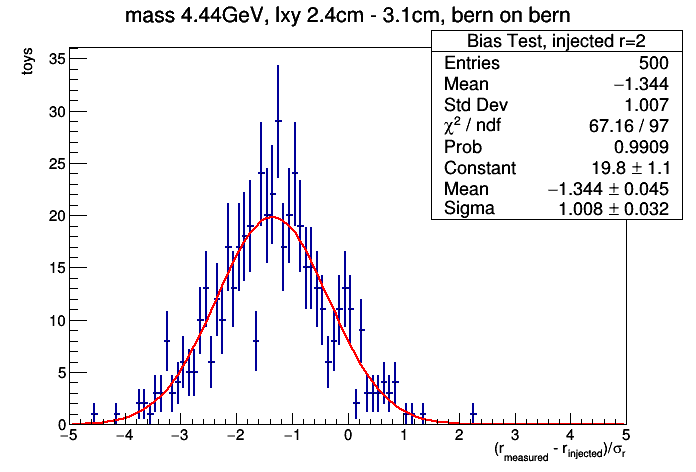 mass 4.44GeV, lxy 2.4cm - 3.1cm, bern on bern
Bias Test, injected r=2
Entries 500
Mean −1.344
Std Dev 1.007
χ² / ndf 67.16 / 97
Prob 0.9909
Constant 19.8 ± 1.1
Mean −1.344 ± 0.045
Sigma 1.008 ± 0.032
toys
35
30
25
20
15
10
5
0
−5 −4 −3 −2 −1 0 1 2 3 4 5
(r_measured - r_injected)/σ_r